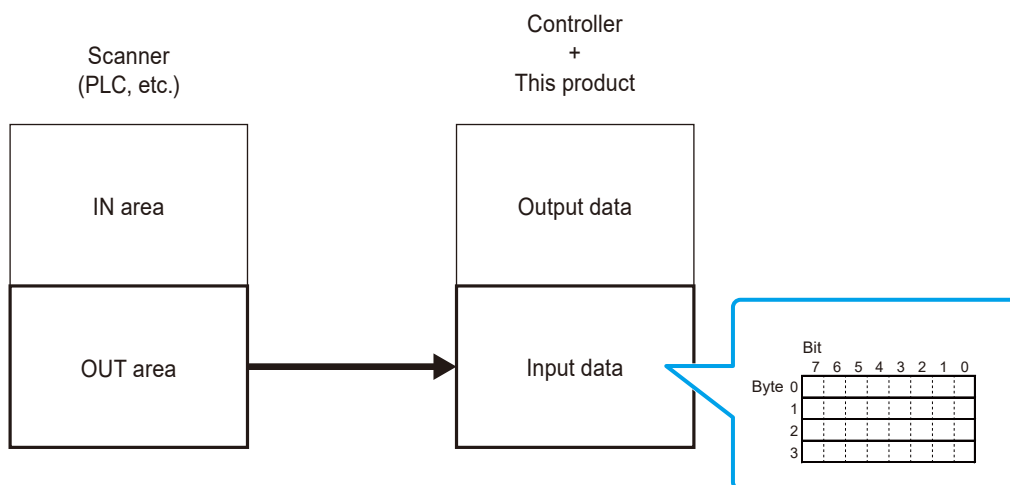 Scanner
(PLC, etc.)
Controller
+
This product
IN area
Output data
OUT area
Input data
Bit
7 6 5 4 3 2 1 0
Byte 0
1
2
3